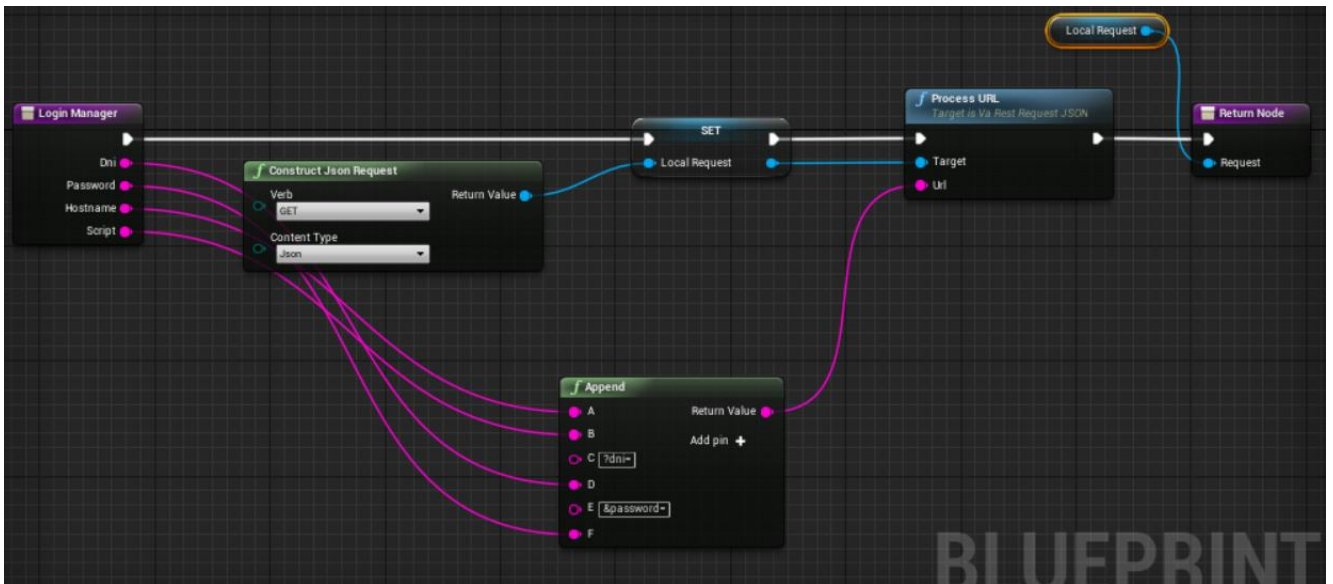 Local Request
Login Manager
Dni
Password
Hostname
Script
Construct Json Request
Verb
GET
Return Value
Content Type
Json
SET
Local Request
Process URL
Target is Va Rest Request JSON
Target
Url
Return Node
Request
Append
A
Return Value
B
Add pin +
C ?dni=
D
E &password=
F
BLUEPRINT